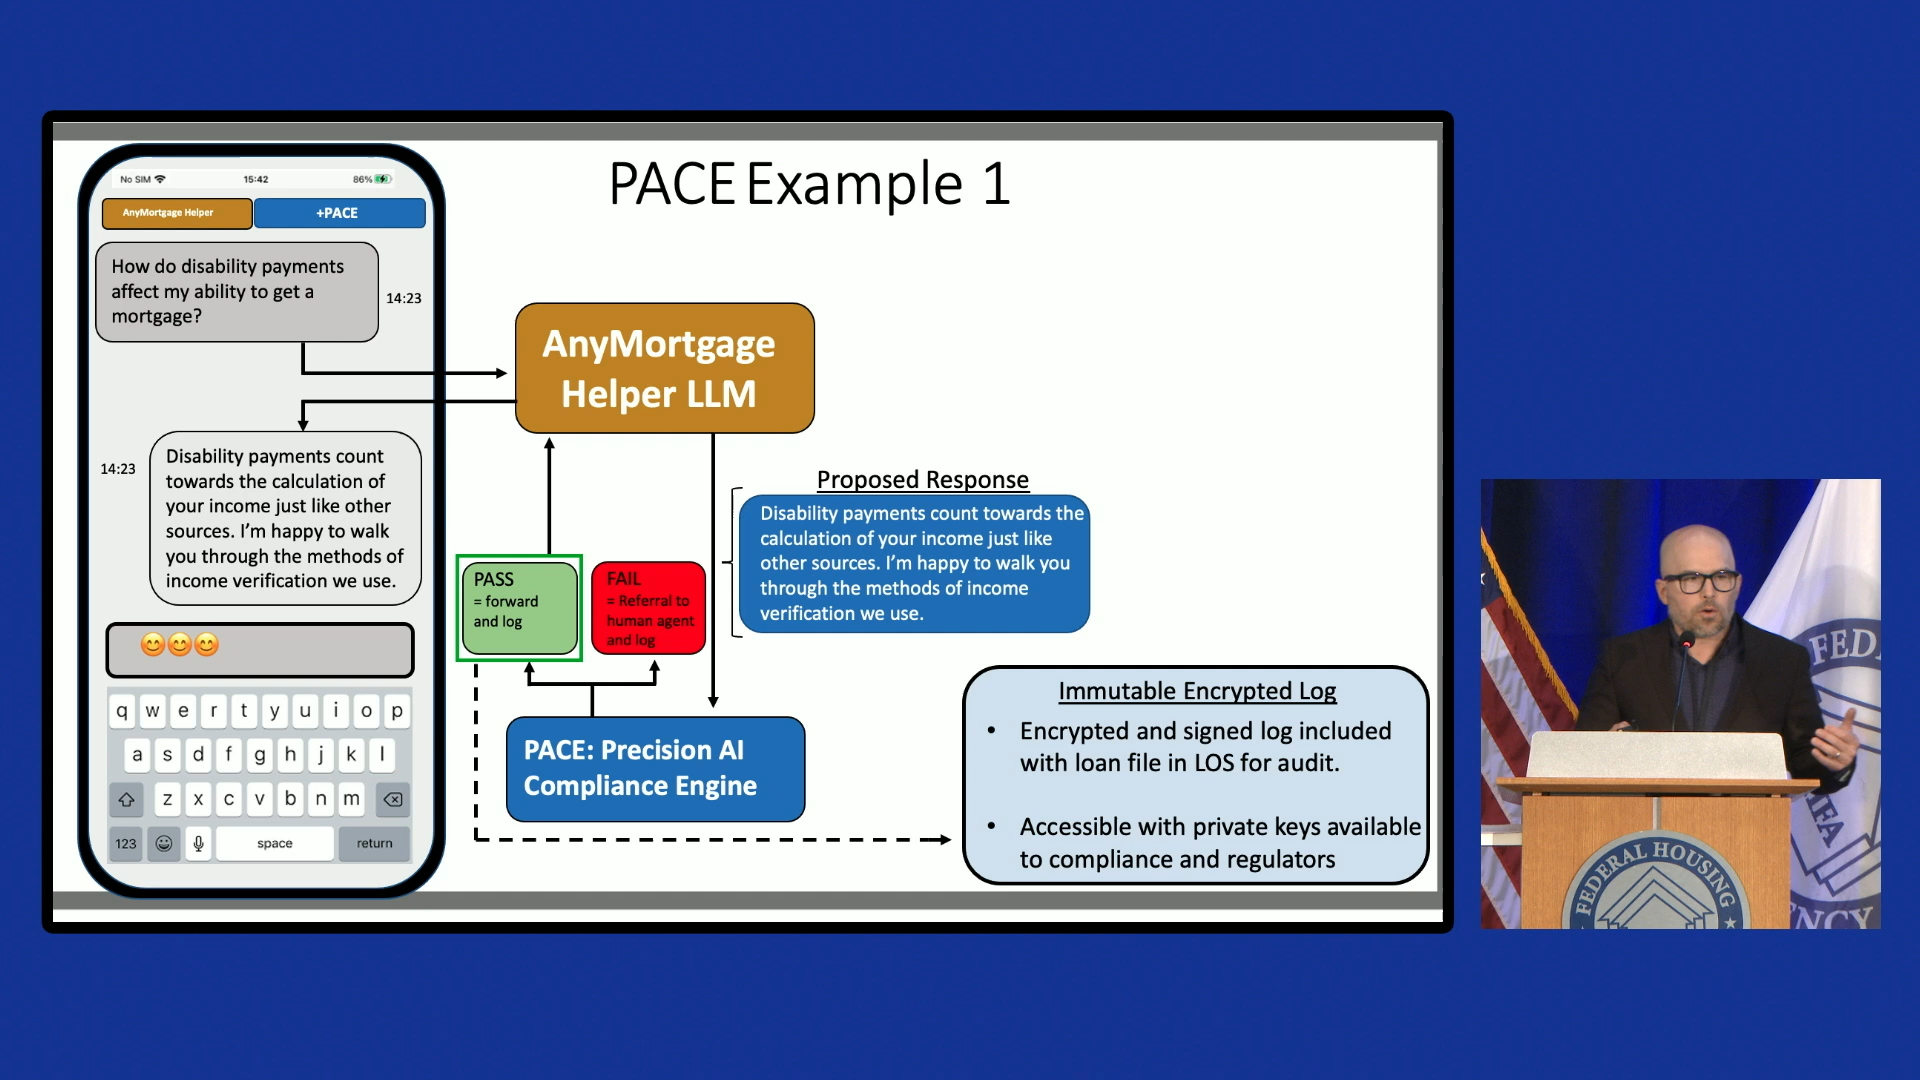 PACE Example 1
No SIM 15:42 86%
AnyMortgage Helper +PACE
How do disability payments
affect my ability to get a
mortgage?
14:23
14:23
Disability payments count
towards the calculation of
your income just like other
sources. I'm happy to walk
you through the methods of
income verification we use.
😊😊😊
q w e r t y u i o p
a s d f g h j k l
z x c v b n m
123 space return
AnyMortgage
Helper LLM
Proposed Response
Disability payments count towards the
calculation of your income just like
other sources. I'm happy to walk you
through the methods of income
verification we use.
PASS
= forward
and log
FAIL
= Referral to
human agent
and log
PACE: Precision AI
Compliance Engine
Immutable Encrypted Log
• Encrypted and signed log included
with loan file in LOS for audit.
• Accessible with private keys available
to compliance and regulators
FEDERAL HOUSING
FED
FHFA
ENCY